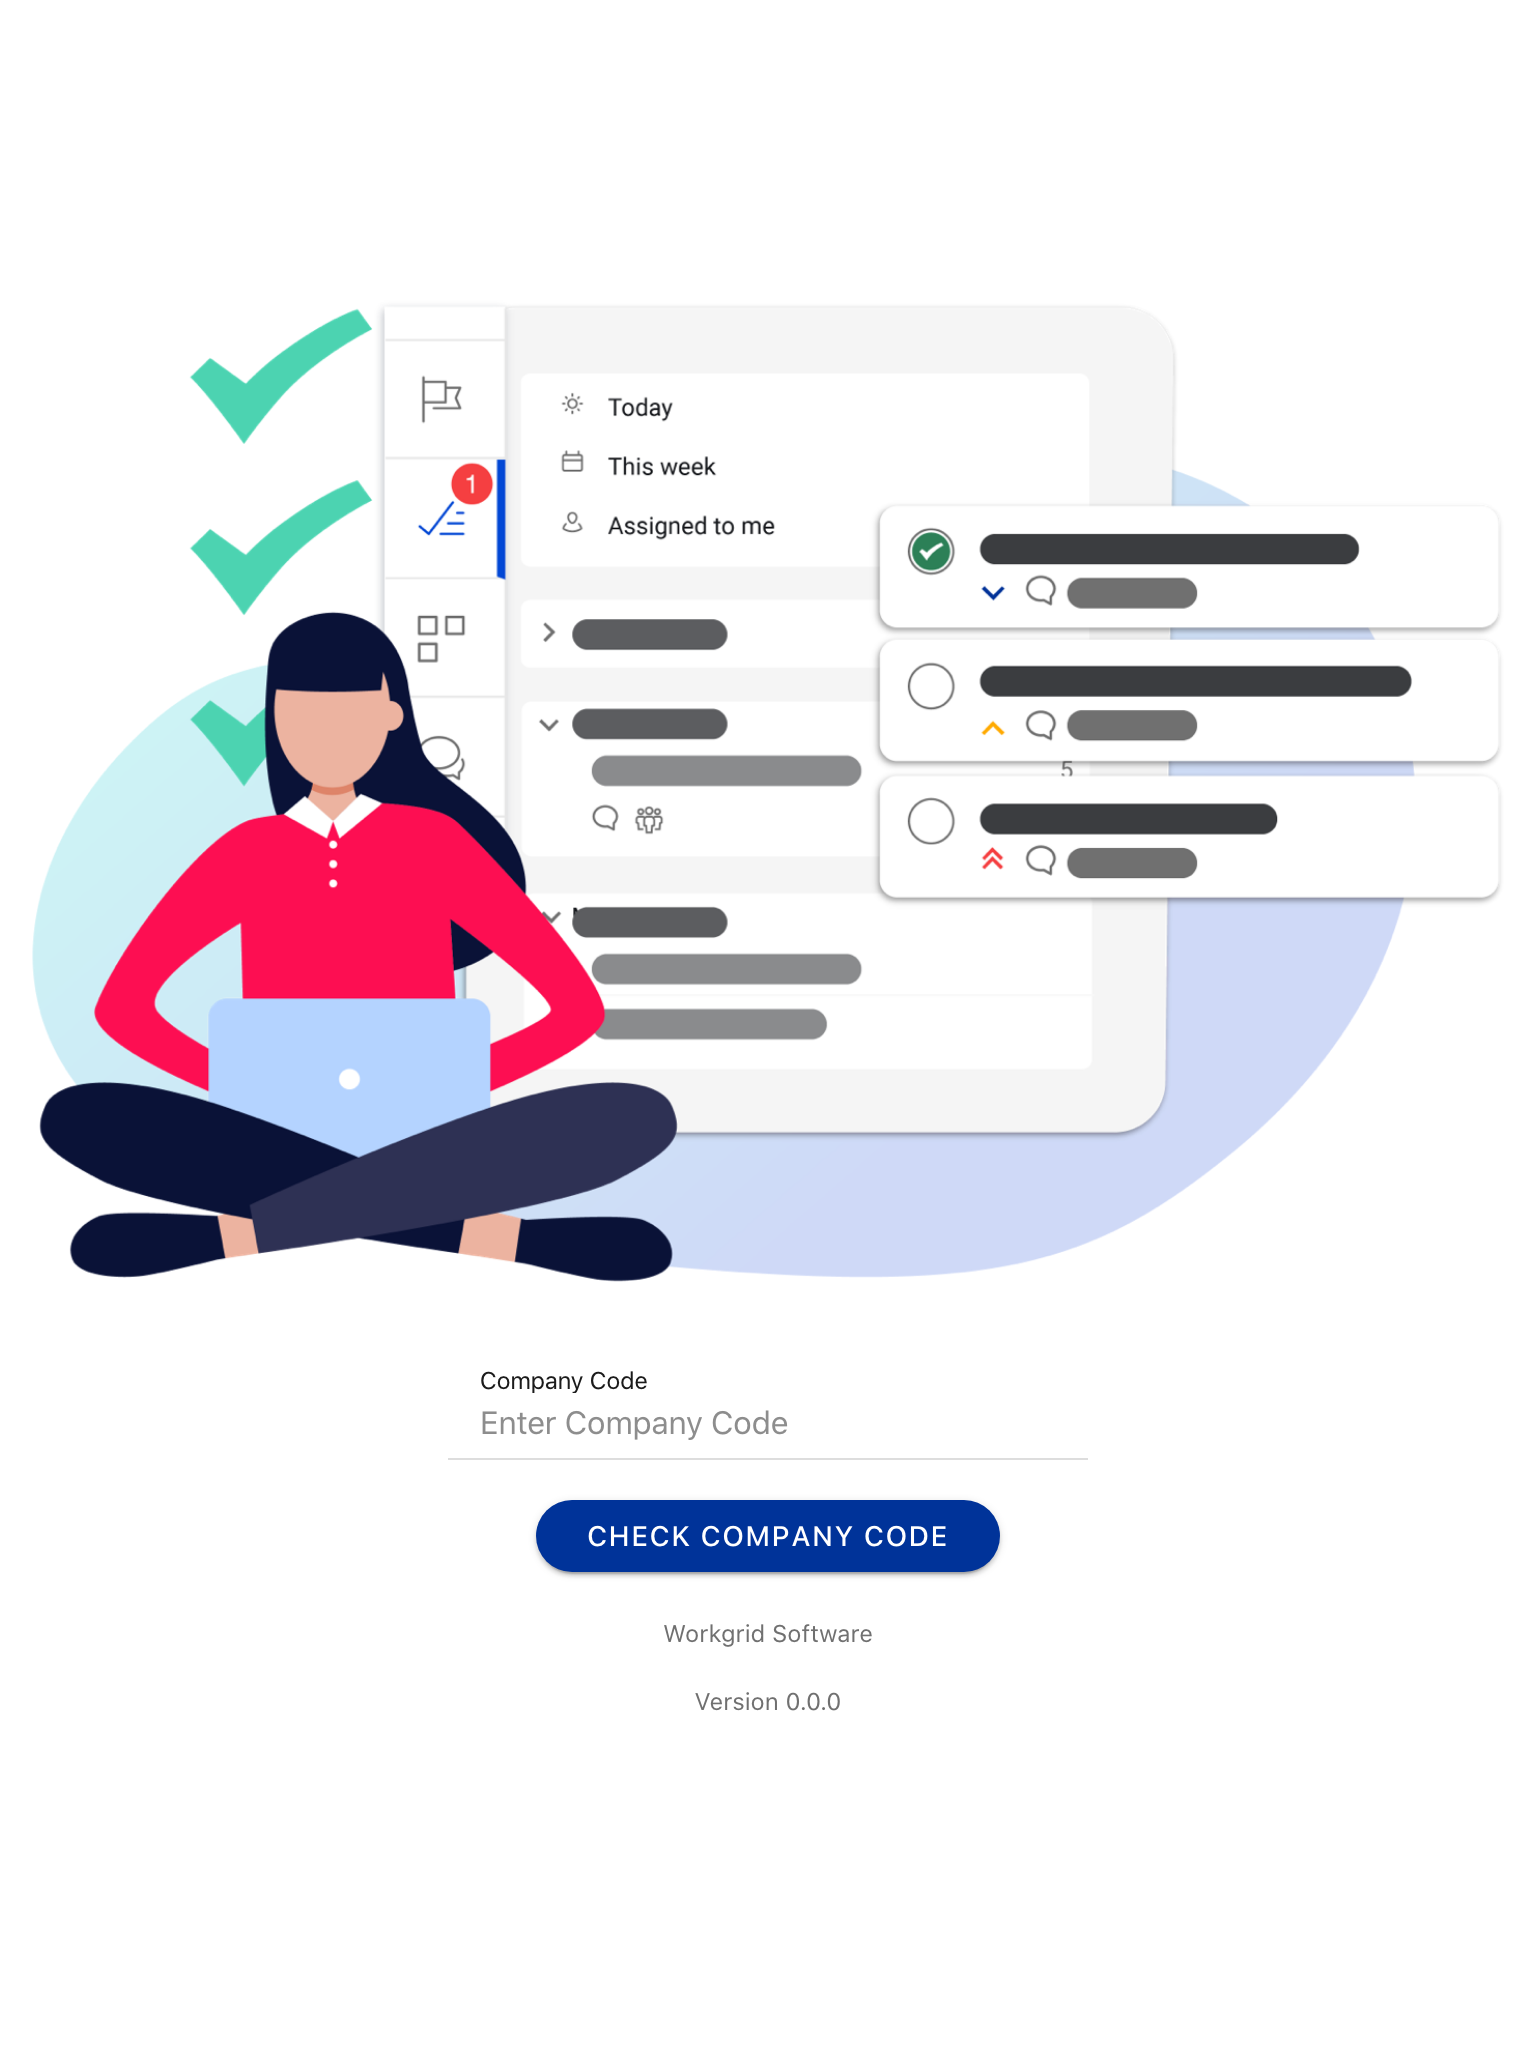 1
Today
This week
Assigned to me
5
Company Code
Enter Company Code
CHECK COMPANY CODE
Workgrid Software
Version 0.0.0